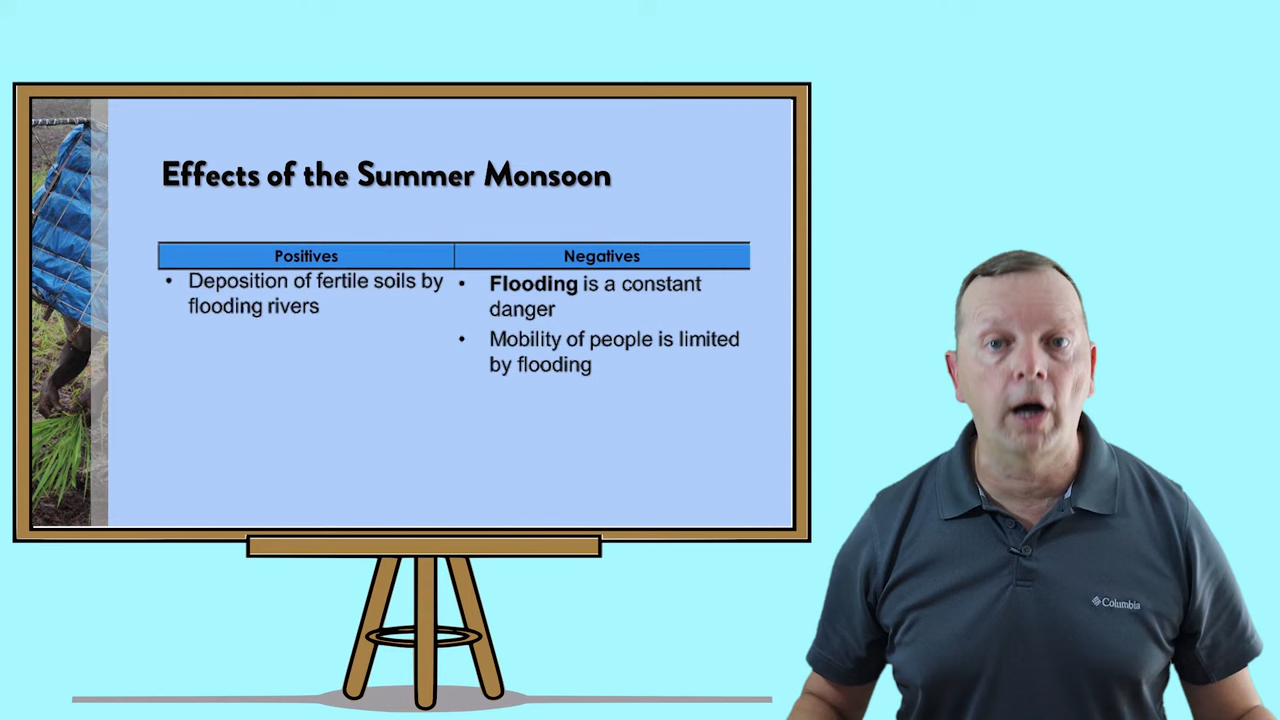 Effects of the Summer Monsoon
Positives
Negatives
• Deposition of fertile soils by
flooding rivers
• Flooding is a constant
danger
• Mobility of people is limited
by flooding
Columbia